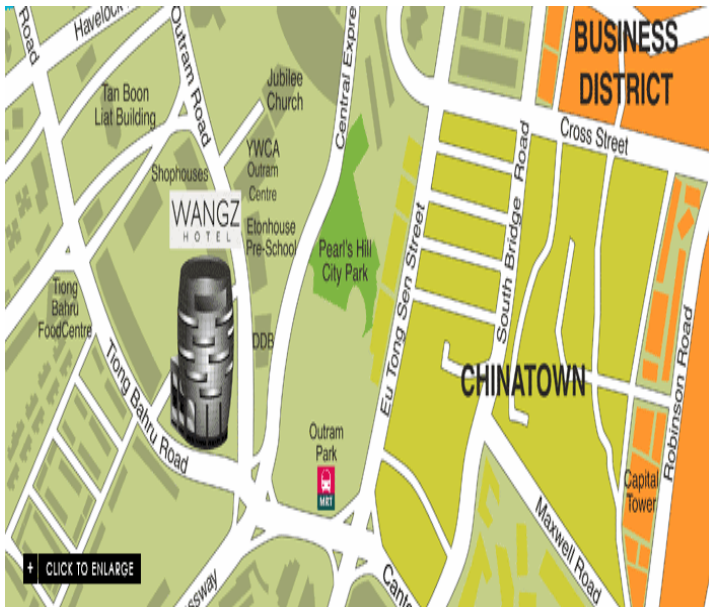 Road
Havelock
Outram Road
Central Expre
BUSINESS
DISTRICT
Tan Boon
Liat Building
Jubilee
Church
Cross Street
YWCA
Outram
Centre
Shophouses
WANGZ
HOTEL
Etonhouse
Pre-School
Pearl's Hill
City Park
Eu Tong Sen Street
South Bridge Road
Tiong
Bahru
FoodCentre
DDB
CHINATOWN
Robinson Road
Tiong Bahru Road
Outram
Park
MRT
Capital
Tower
Maxwell Road
+ CLICK TO ENLARGE
ssway
Canto